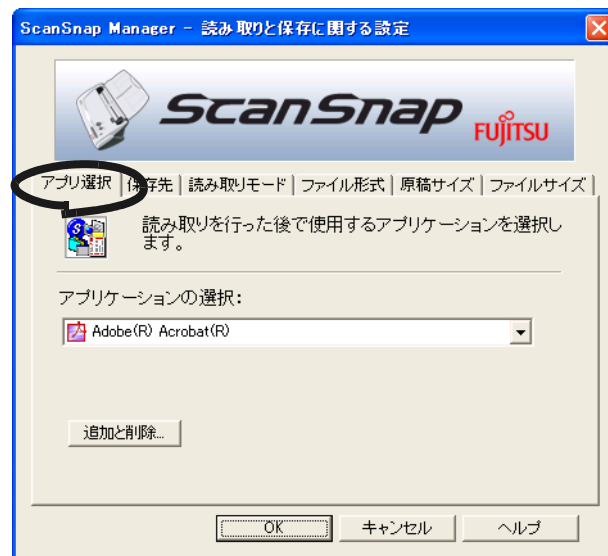 ScanSnap Manager - 読み取りと保存に関する設定
ScanSnap
FUJITSU
アプリ選択 保存先 読み取りモード ファイル形式 原稿サイズ ファイルサイズ
読み取りを行った後で使用するアプリケーションを選択し
ます。
アプリケーションの選択:
Adobe(R) Acrobat(R)
追加と削除...
OK キャンセル ヘルプ